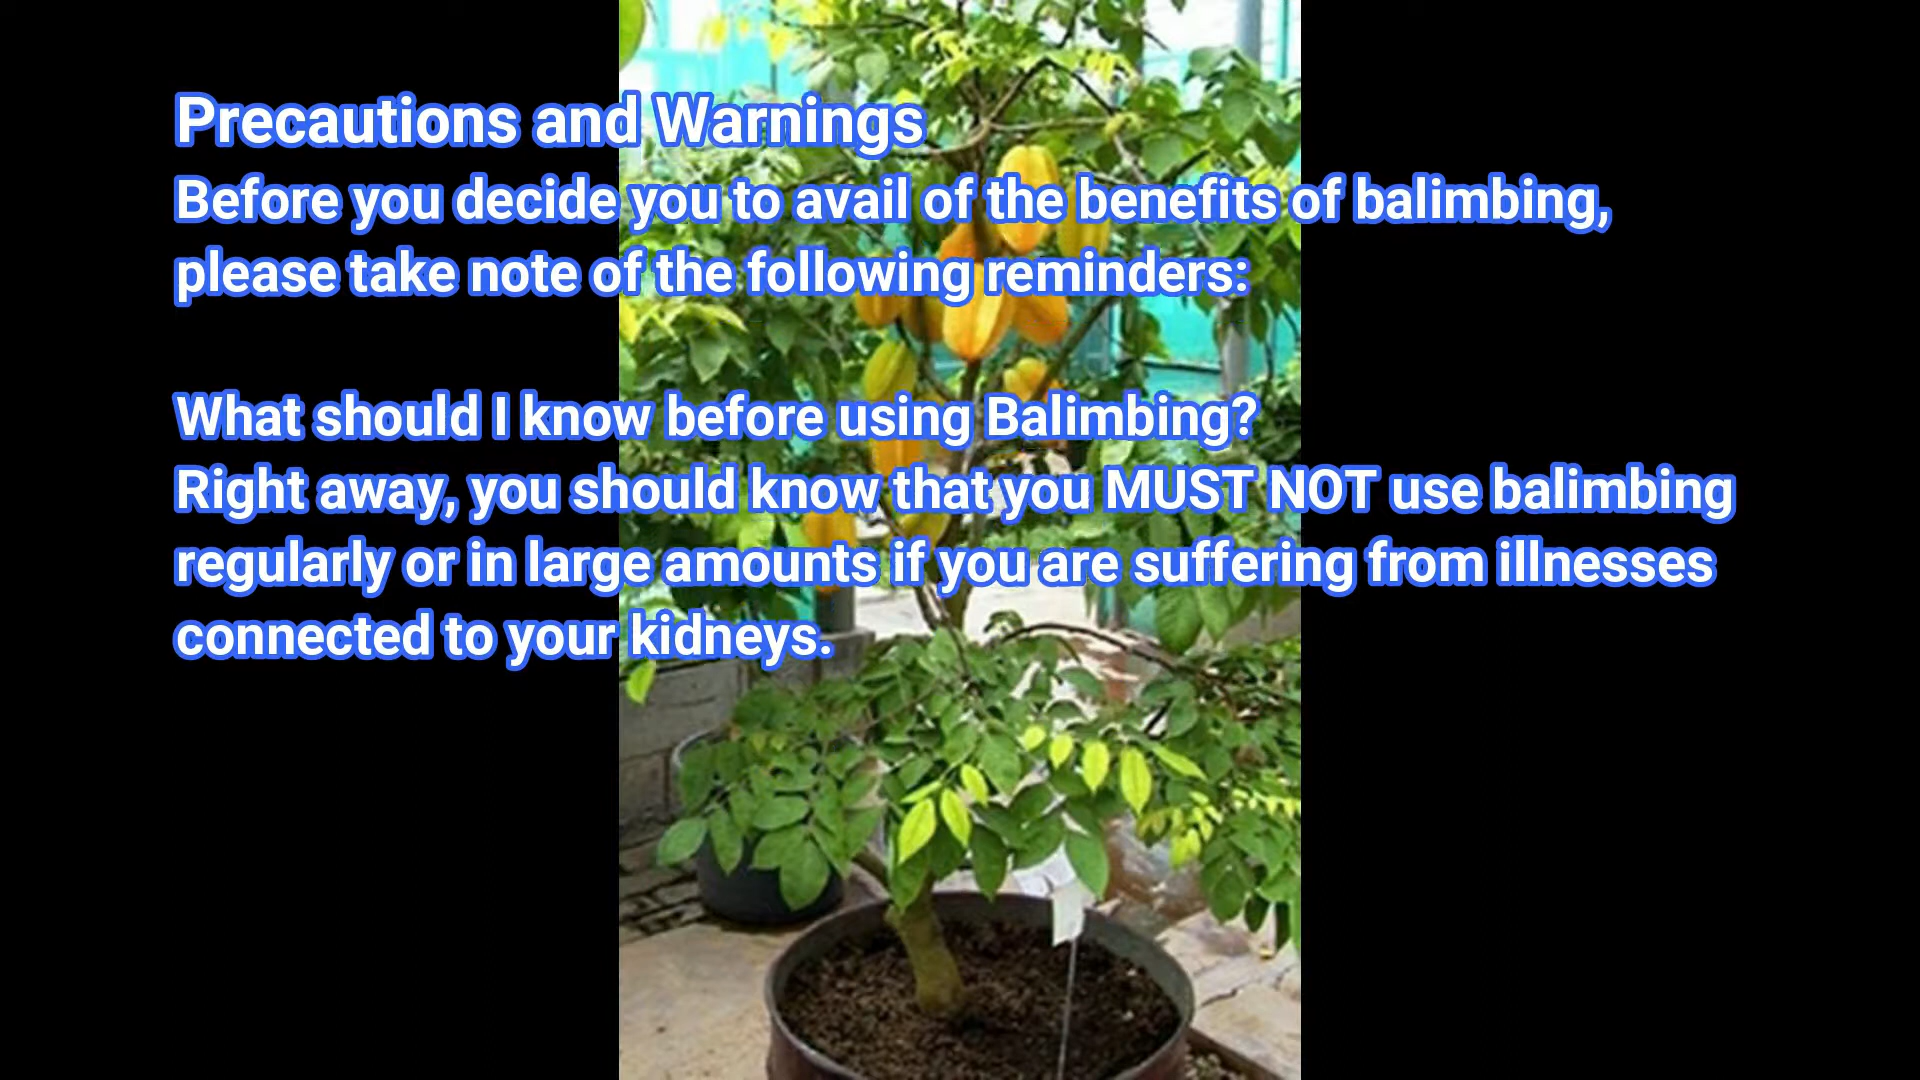 Precautions and Warnings
Before you decide you to avail of the benefits of balimbing,
please take note of the following reminders:
What should I know before using Balimbing?
Right away, you should know that you MUST NOT use balimbing
regularly or in large amounts if you are suffering from illnesses
connected to your kidneys.